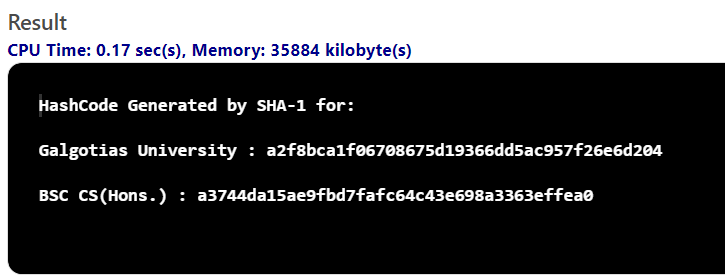 Result
CPU Time: 0.17 sec(s), Memory: 35884 kilobyte(s)
HashCode Generated by SHA-1 for:
Galgotias University : a2f8bca1f06708675d19366dd5ac957f26e6d204
BSC CS(Hons.) : a3744da15ae9fbd7fafc64c43e698a3363effea0